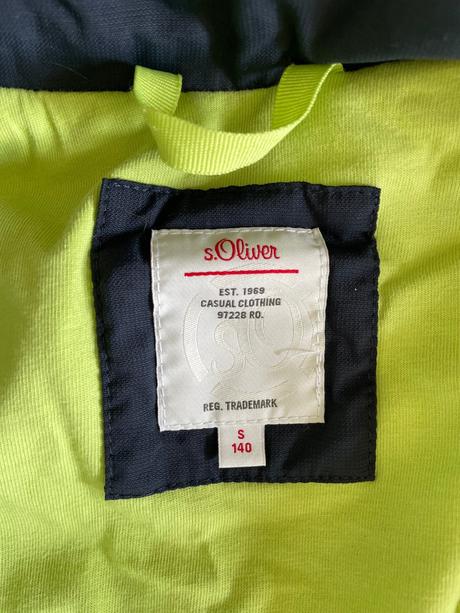 s.Oliver
EST. 1969
CASUAL CLOTHING
97228 RO.
REG. TRADEMARK
S
140